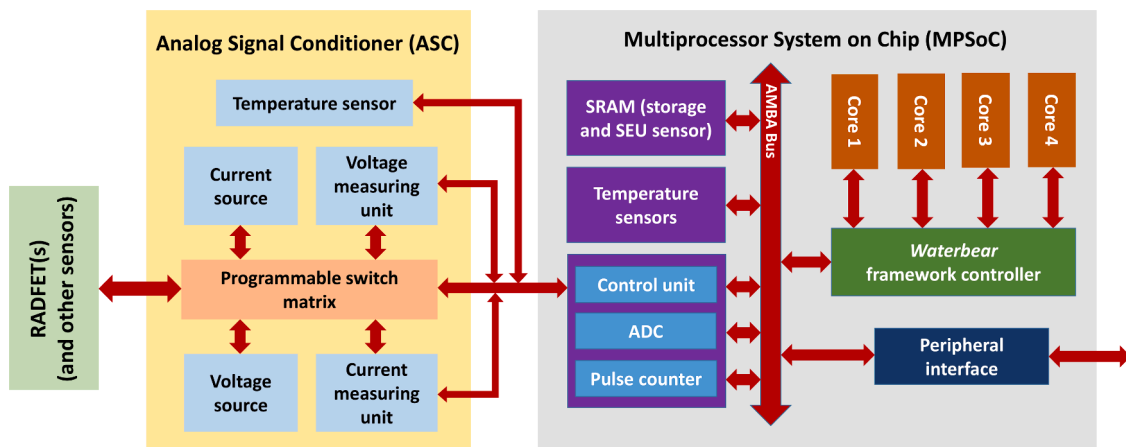 Analog Signal Conditioner (ASC)
Temperature sensor
Current
source
Voltage
measuring
unit
RADFET(s)
(and other sensors)
Programmable switch
matrix
Voltage
source
Current
measuring
unit
Multiprocessor System on Chip (MPSoC)
SRAM (storage
and SEU sensor)
Temperature
sensors
Control unit
ADC
Pulse counter
AMBA Bus
Core 1
Core 2
Core 3
Core 4
Waterbear
framework controller
Peripheral
interface